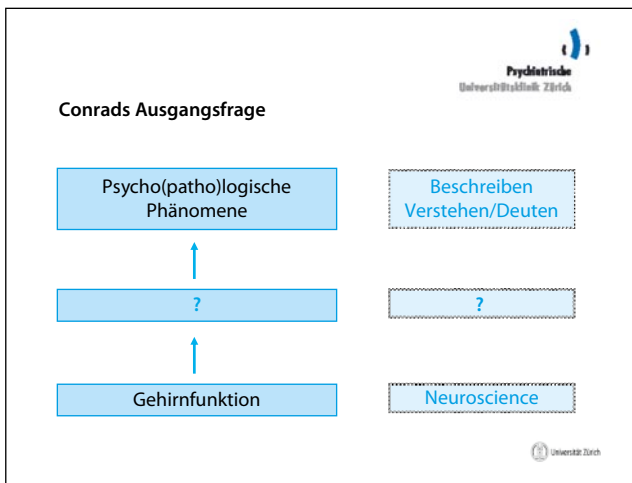 Psychiatrische
Universitätsklinik Zürich
Conrads Ausgangsfrage
Psycho(patho)logische
Phänomene
Beschreiben
Verstehen/Deuten
?
?
Gehirnfunktion
Neuroscience
Universität Zürich